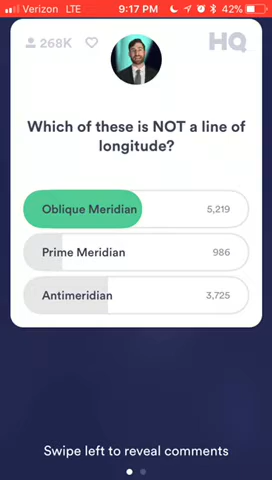 Verizon LTE 9:17 PM 42%
268K HQ
Which of these is NOT a line of
longitude?
Oblique Meridian 5,219
Prime Meridian 986
Antimeridian 3,725
Swipe left to reveal comments